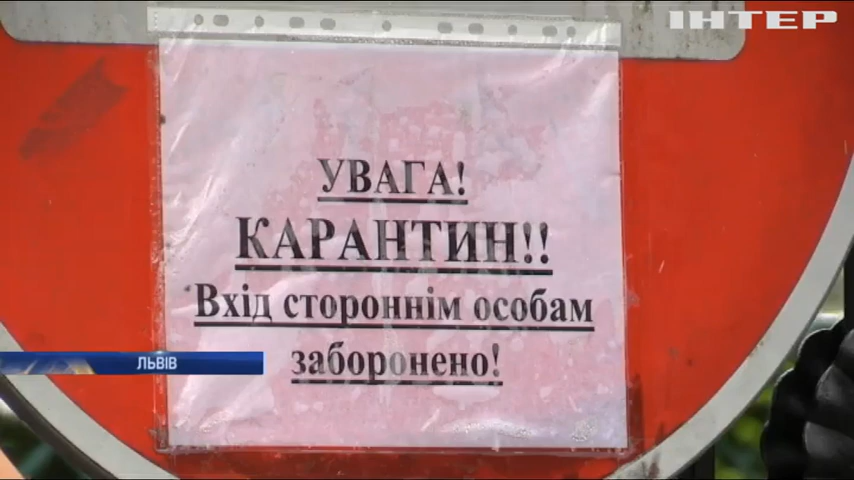 ІНТЕР
УВАГА!
КАРАНТИН!!
Вхід стороннім особам
заборонено!
ЛЬВІВ